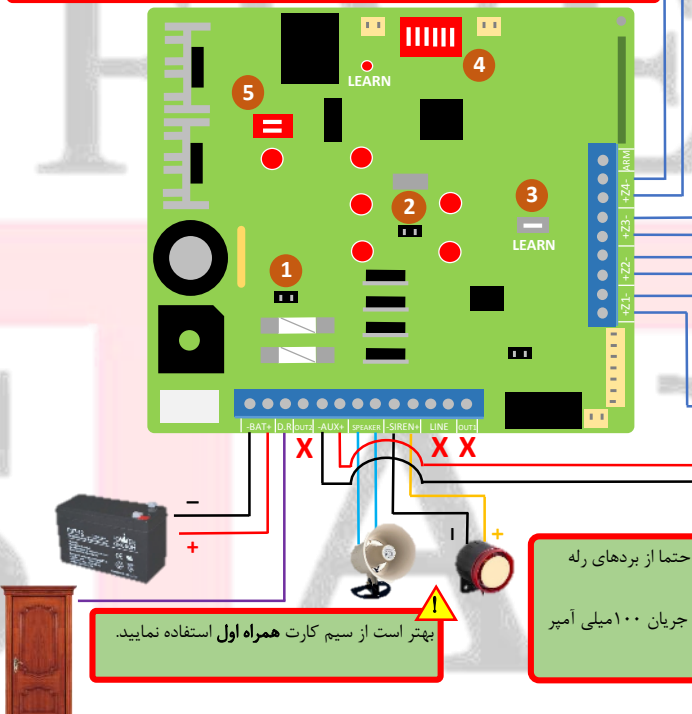 LEARN
4
5
ARM
+Z4-
2
3
+Z3-
LEARN
+Z2-
1
+Z1-
-BAT+ D.R OUT2 -AUX+ SPEAKER -SIREN+ LINE OUT1
X X X
–
+
– +
حتما از بردهای رله
جریان ۱۰۰میلی آمپر
!
بهتر است از سیم کارت همراه اول استفاده نمایید.